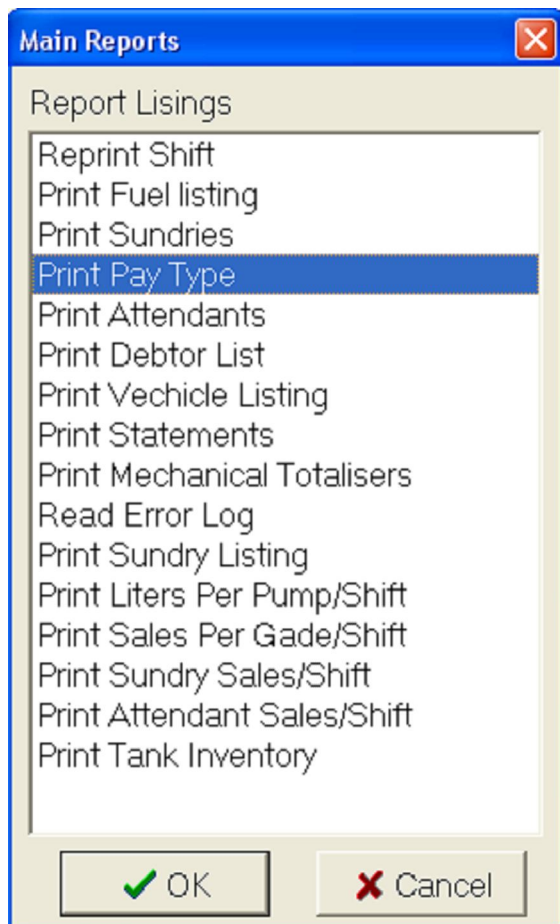 Main Reports
Report Lisings
Reprint Shift
Print Fuel listing
Print Sundries
Print Pay Type
Print Attendants
Print Debtor List
Print Vechicle Listing
Print Statements
Print Mechanical Totalisers
Read Error Log
Print Sundry Listing
Print Liters Per Pump/Shift
Print Sales Per Gade/Shift
Print Sundry Sales/Shift
Print Attendant Sales/Shift
Print Tank Inventory
OK Cancel